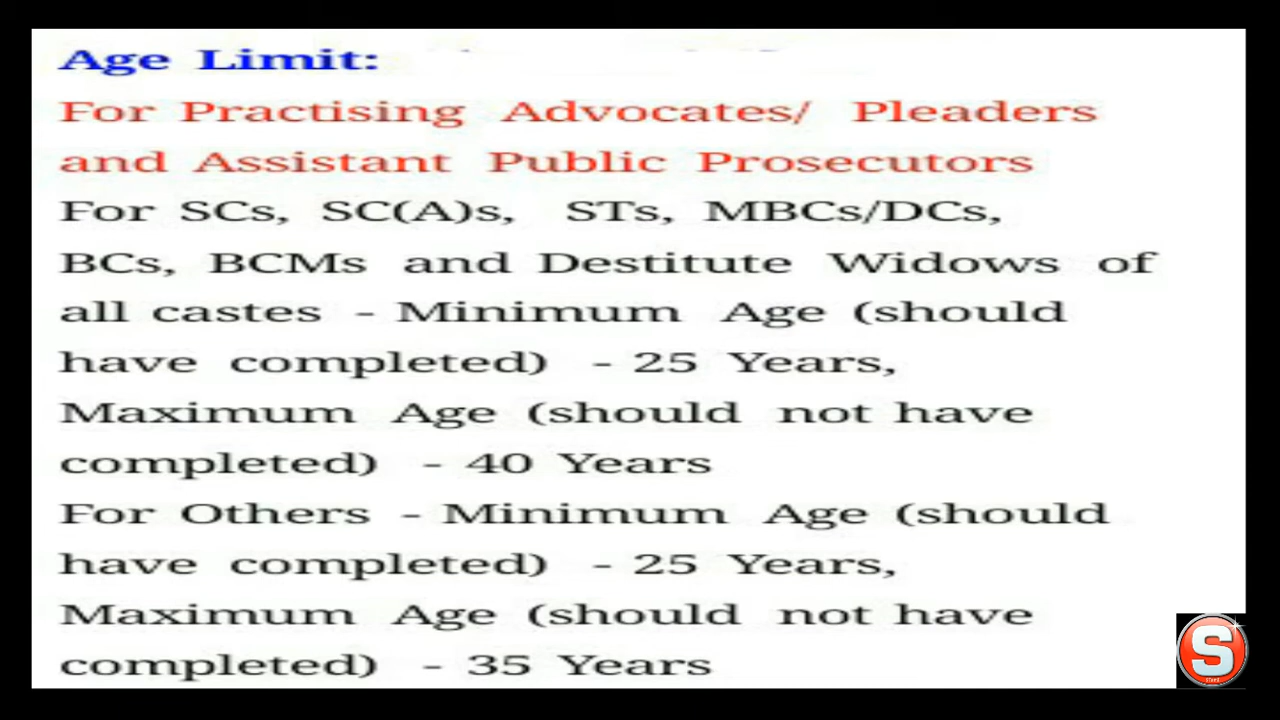 Age Limit:
For Practising Advocates/ Pleaders
and Assistant Public Prosecutors
For SCs, SC(A)s, STs, MBCs/DCs,
BCs, BCMs and Destitute Widows of
all castes - Minimum Age (should
have completed) - 25 Years,
Maximum Age (should not have
completed) - 40 Years
For Others - Minimum Age (should
have completed) - 25 Years,
Maximum Age (should not have
completed) - 35 Years
S